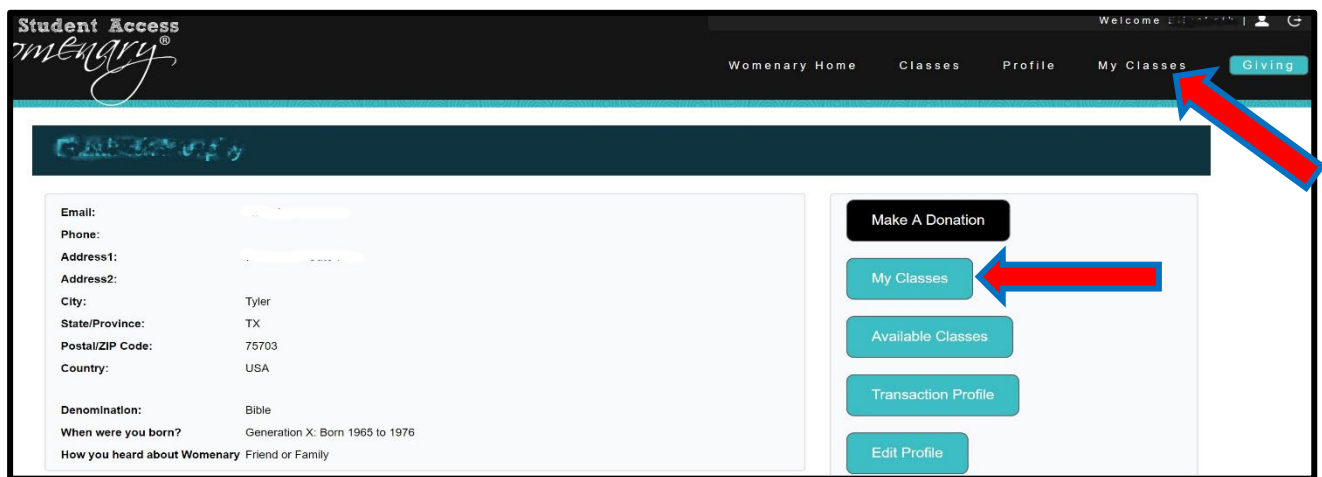 Student Access
Welcome
Womenary Home Classes Profile My Classes Giving
Email:
Phone:
Address1:
Address2:
City: Tyler
State/Province: TX
Postal/ZIP Code: 75703
Country: USA
Denomination: Bible
When were you born? Generation X: Born 1965 to 1976
How you heard about Womenary Friend or Family
Make A Donation
My Classes
Available Classes
Transaction Profile
Edit Profile